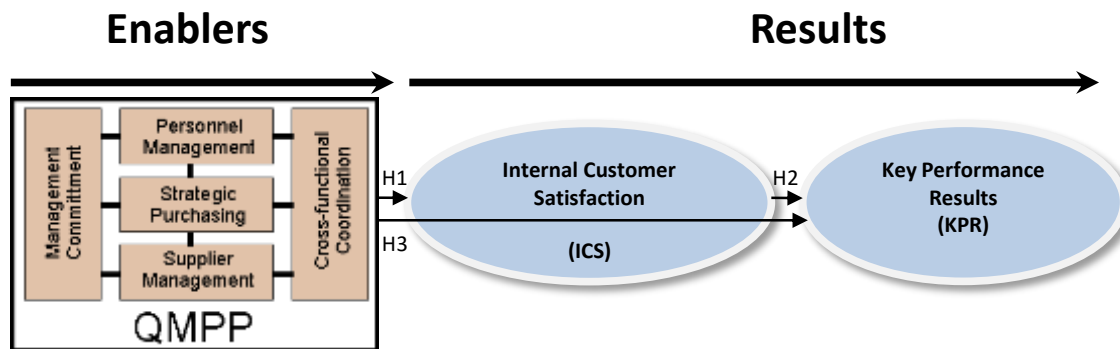 Enablers
Results
Management
Committment
Personnel
Management
Strategic
Purchasing
Supplier
Management
Cross-functional
Coordination
QMPP
H1
H3
Internal Customer
Satisfaction
(ICS)
H2
Key Performance
Results
(KPR)